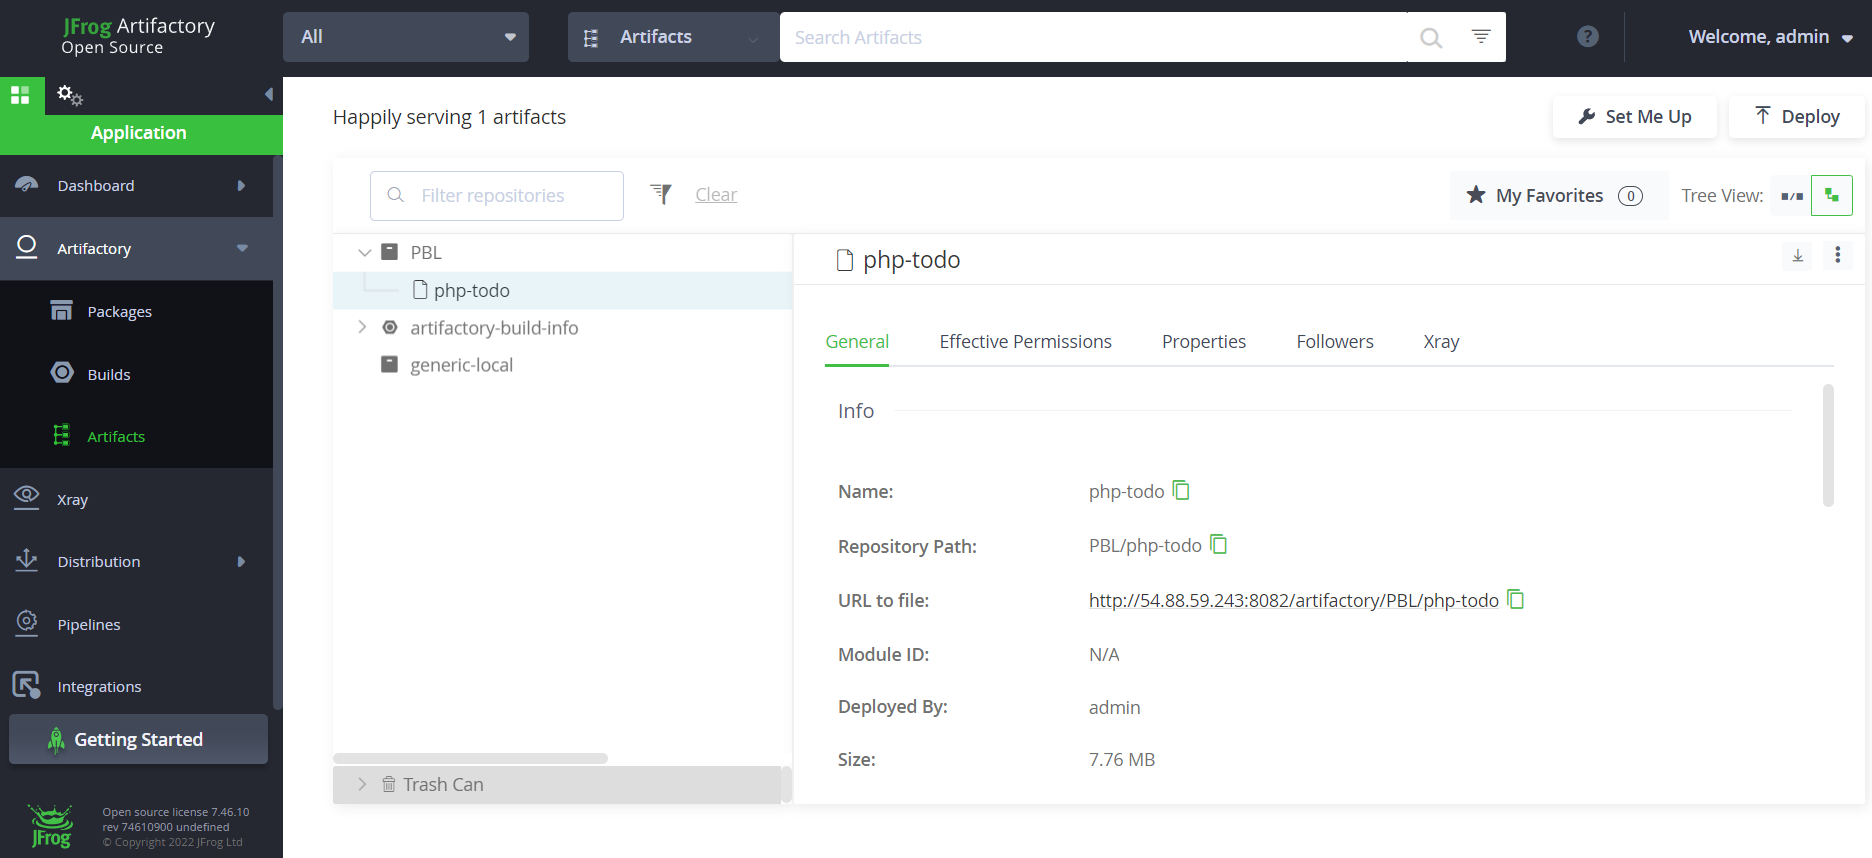 JFrog Artifactory
Open Source
All
Artifacts
Search Artifacts
?
Welcome, admin
Application
Dashboard
Artifactory
Packages
Builds
Artifacts
Xray
Distribution
Pipelines
Integrations
Getting Started
JFrog
Open source license 7.46.10
rev 74610900 undefined
© Copyright 2022 JFrog Ltd
Happily serving 1 artifacts
Set Me Up
Deploy
Filter repositories
Clear
My Favorites 0
Tree View:
PBL
php-todo
artifactory-build-info
generic-local
Trash Can
php-todo
General Effective Permissions Properties Followers Xray
Info
Name: php-todo
Repository Path: PBL/php-todo
URL to file: http://54.88.59.243:8082/artifactory/PBL/php-todo
Module ID: N/A
Deployed By: admin
Size: 7.76 MB